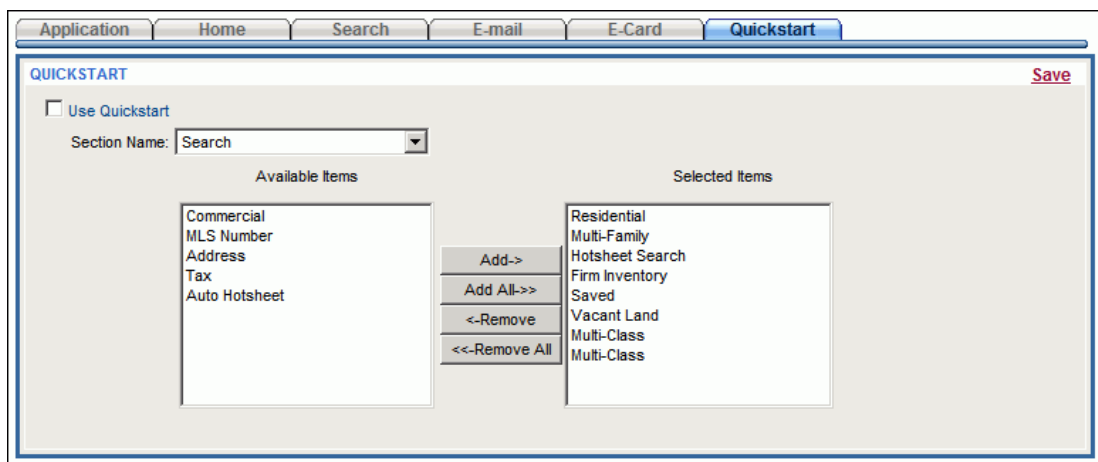 Application Home Search E-mail E-Card Quickstart
QUICKSTART Save
Use Quickstart
Section Name: Search
Available Items Selected Items
Commercial
MLS Number
Address
Tax
Auto Hotsheet
Add->
Add All->>
<-Remove
<<-Remove All
Residential
Multi-Family
Hotsheet Search
Firm Inventory
Saved
Vacant Land
Multi-Class
Multi-Class